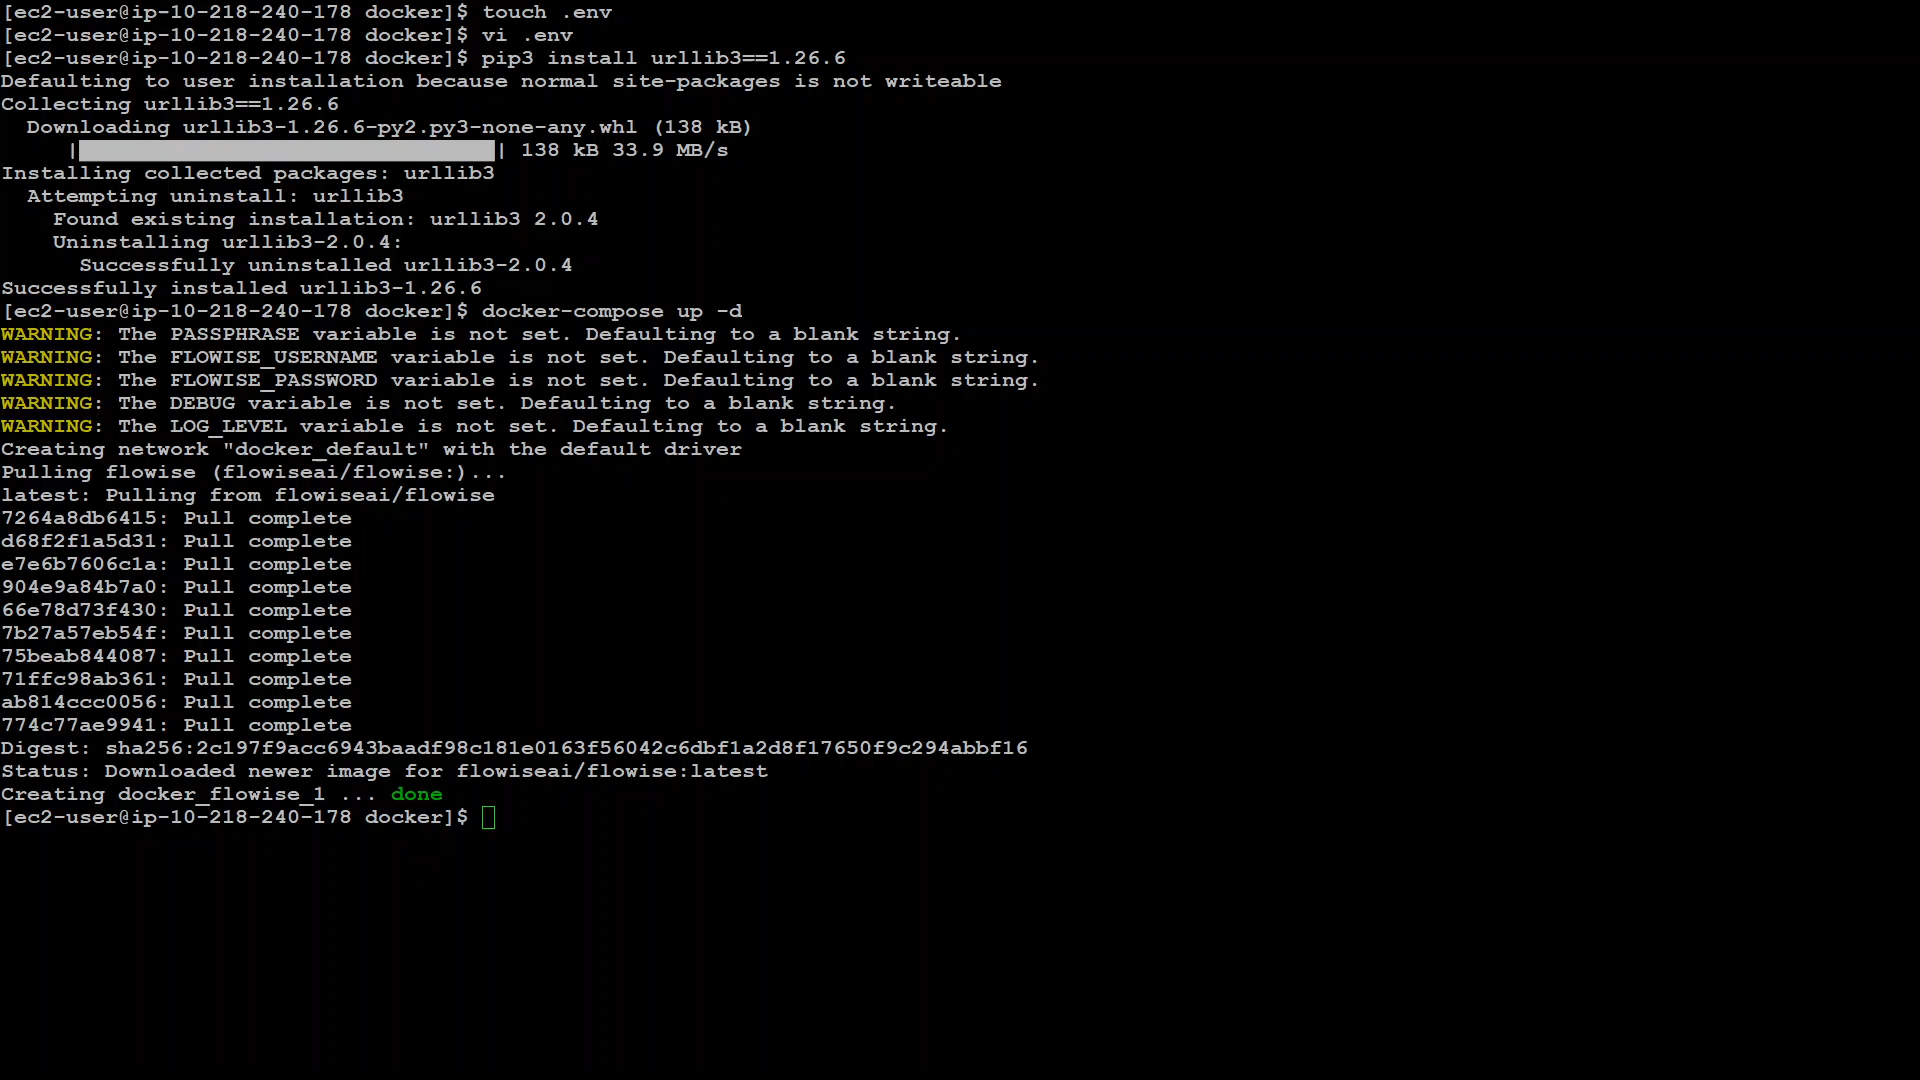 [ec2-user@ip-10-218-240-178 docker]$ touch .env
[ec2-user@ip-10-218-240-178 docker]$ vi .env
[ec2-user@ip-10-218-240-178 docker]$ pip3 install urllib3==1.26.6
Defaulting to user installation because normal site-packages is not writeable
Collecting urllib3==1.26.6
  Downloading urllib3-1.26.6-py2.py3-none-any.whl (138 kB)
     |████████████████████████████████| 138 kB 33.9 MB/s
Installing collected packages: urllib3
  Attempting uninstall: urllib3
    Found existing installation: urllib3 2.0.4
    Uninstalling urllib3-2.0.4:
      Successfully uninstalled urllib3-2.0.4
Successfully installed urllib3-1.26.6
[ec2-user@ip-10-218-240-178 docker]$ docker-compose up -d
WARNING: The PASSPHRASE variable is not set. Defaulting to a blank string.
WARNING: The FLOWISE_USERNAME variable is not set. Defaulting to a blank string.
WARNING: The FLOWISE_PASSWORD variable is not set. Defaulting to a blank string.
WARNING: The DEBUG variable is not set. Defaulting to a blank string.
WARNING: The LOG_LEVEL variable is not set. Defaulting to a blank string.
Creating network "docker_default" with the default driver
Pulling flowise (flowiseai/flowise:)...
latest: Pulling from flowiseai/flowise
7264a8db6415: Pull complete
d68f2f1a5d31: Pull complete
e7e6b7606c1a: Pull complete
904e9a84b7a0: Pull complete
66e78d73f430: Pull complete
7b27a57eb54f: Pull complete
75beab844087: Pull complete
71ffc98ab361: Pull complete
ab814ccc0056: Pull complete
774c77ae9941: Pull complete
Digest: sha256:2c197f9acc6943baadf98c181e0163f56042c6dbf1a2d8f17650f9c294abbf16
Status: Downloaded newer image for flowiseai/flowise:latest
Creating docker_flowise_1 ... done
[ec2-user@ip-10-218-240-178 docker]$